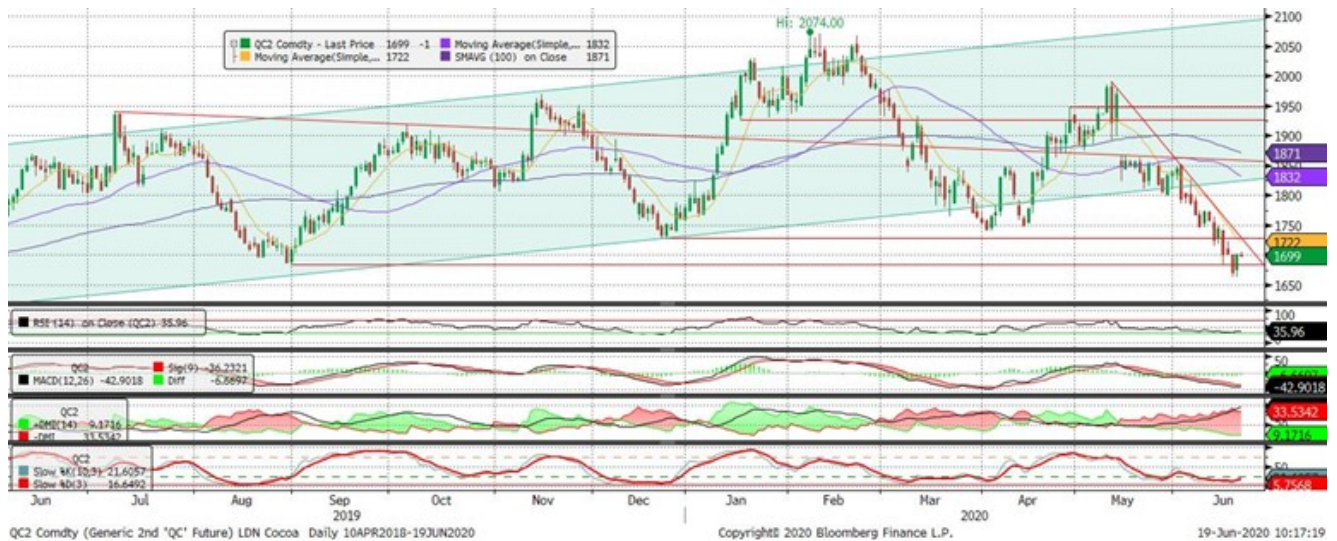 Hi: 2074.00
QC2 Comdty - Last Price 1699 -1
Moving Average(Simple,... 1722
Moving Average(Simple,... 1832
SMAVG (100) on Close 1871
2100
2050
2000
1950
1900
1871
1832
1800
1750
1722
1699
1650
RSI (14) on Close (QC2) 35.96
100
35.96
QC2
Sig(9) -36.2321
MACD(12,26) -42.9018
Diff -6.6697
50
-6.6697
-42.9018
QC2
+DMI(14) 9.1716
-DMI 33.5342
33.5342
9.1716
QC2
Slow %K(10,3) 21.6057
Slow %D(3) 16.6492
50
5.7568
Jun Jul Aug Sep Oct Nov Dec Jan Feb Mar Apr May Jun
2019 2020
QC2 Comdty (Generic 2nd 'QC' Future) LDN Cocoa Daily 10APR2018-19JUN2020
Copyright© 2020 Bloomberg Finance L.P.
19-Jun-2020 10:17:19